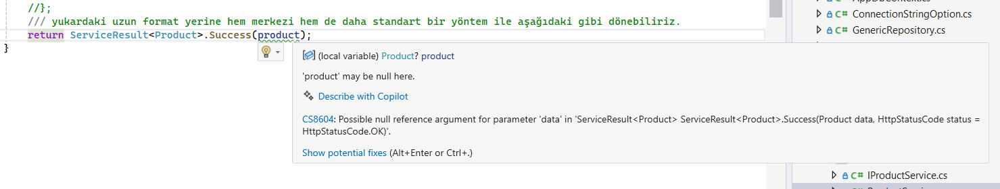 //};
/// yukardaki uzun format yerine hem merkezi hem de daha standart bir yöntem ile aşağıdaki gibi dönebiliriz.
return ServiceResult<Product>.Success(product);
}
(local variable) Product? product
'product' may be null here.
Describe with Copilot
CS8604: Possible null reference argument for parameter 'data' in 'ServiceResult<Product> ServiceResult<Product>.Success(Product data, HttpStatusCode status =
HttpStatusCode.OK)'.
Show potential fixes (Alt+Enter or Ctrl+.)
C# ConnectionStringOption.cs
C# GenericRepository.cs
C# IProductService.cs